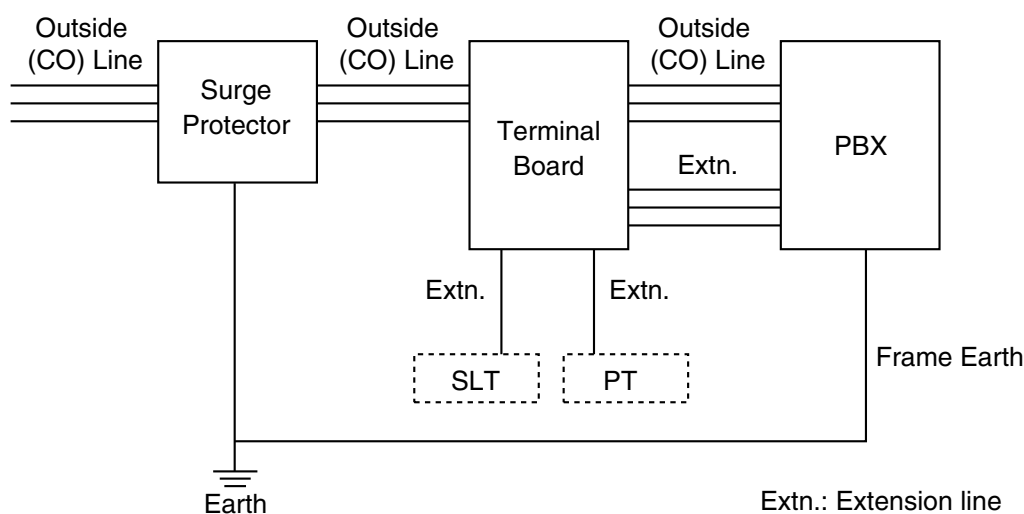 Outside
(CO) Line
Outside
(CO) Line
Outside
(CO) Line
Surge
Protector
Terminal
Board
PBX
Extn.
Extn.
Extn.
SLT
PT
Frame Earth
Earth
Extn.: Extension line